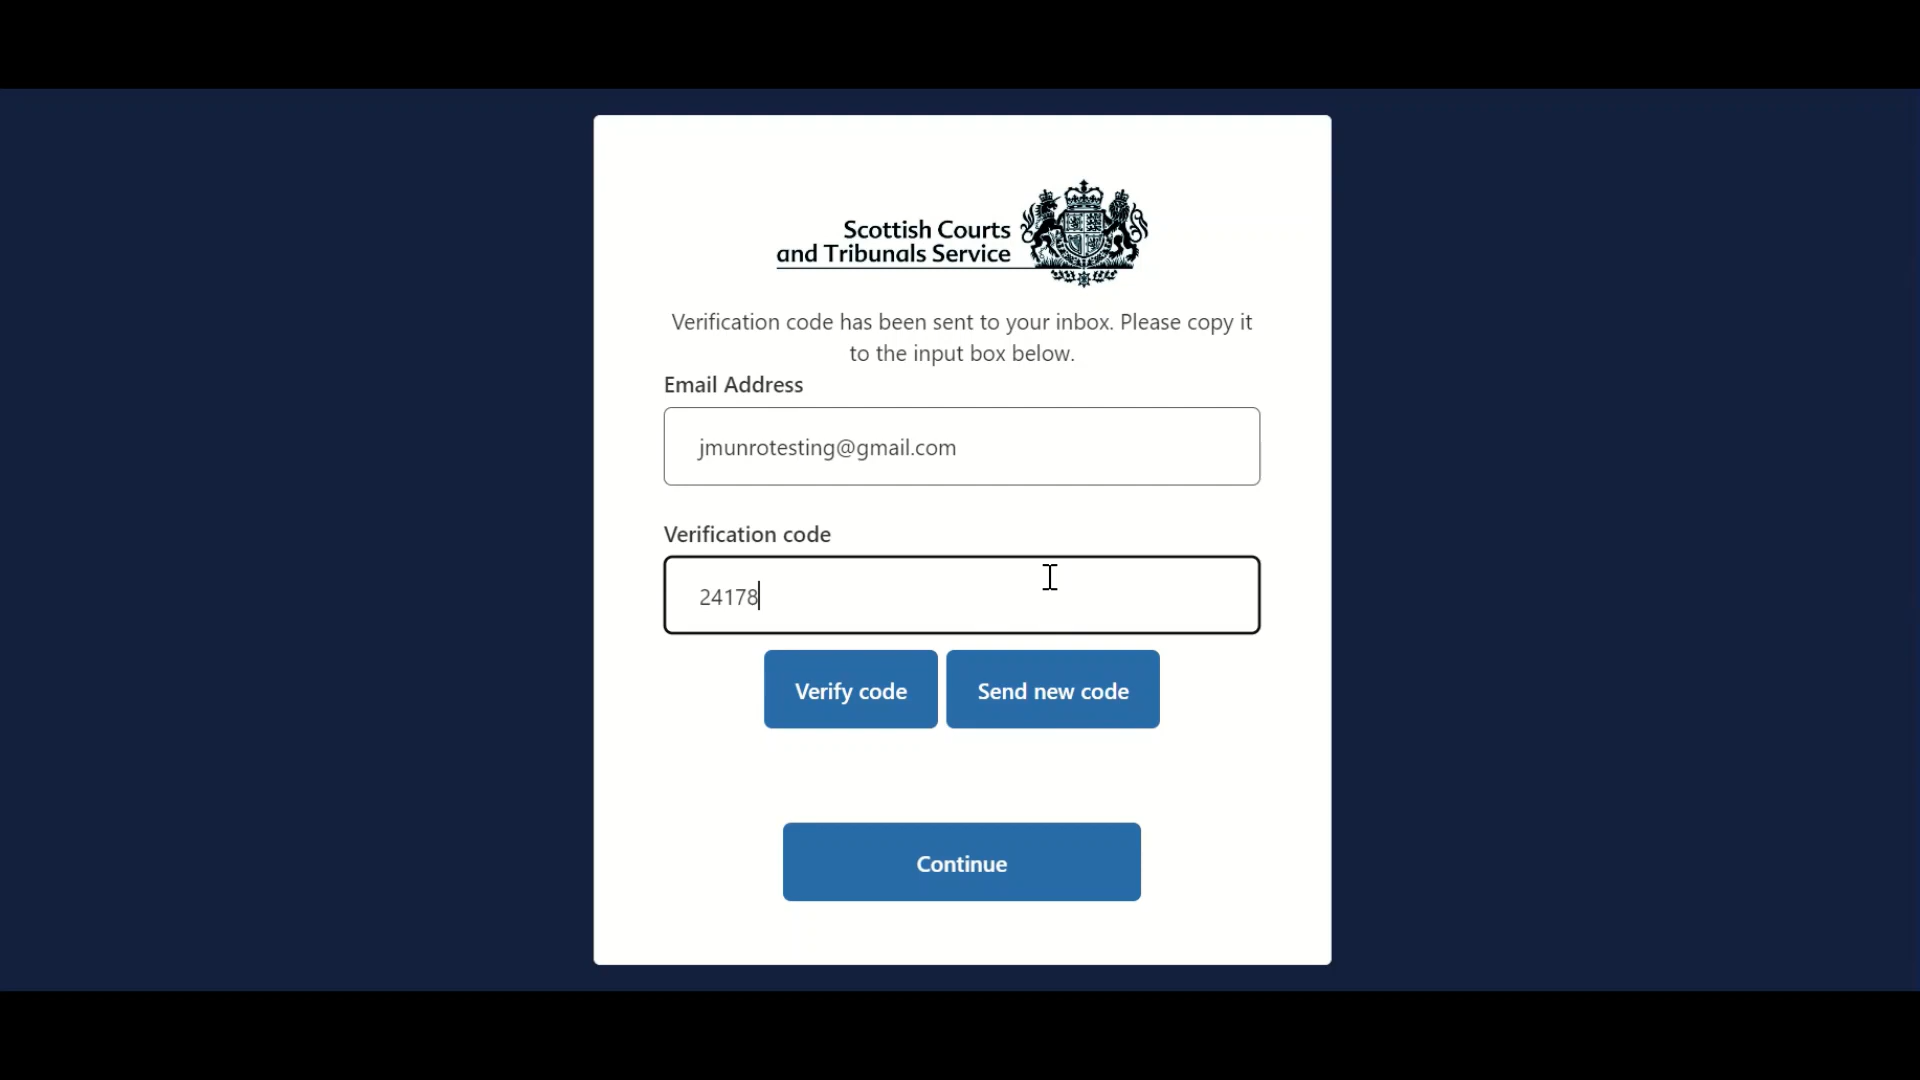 Scottish Courts
and Tribunals Service
Verification code has been sent to your inbox. Please copy it
to the input box below.
Email Address
jmunrotesting@gmail.com
Verification code
24178
Verify code
Send new code
Continue